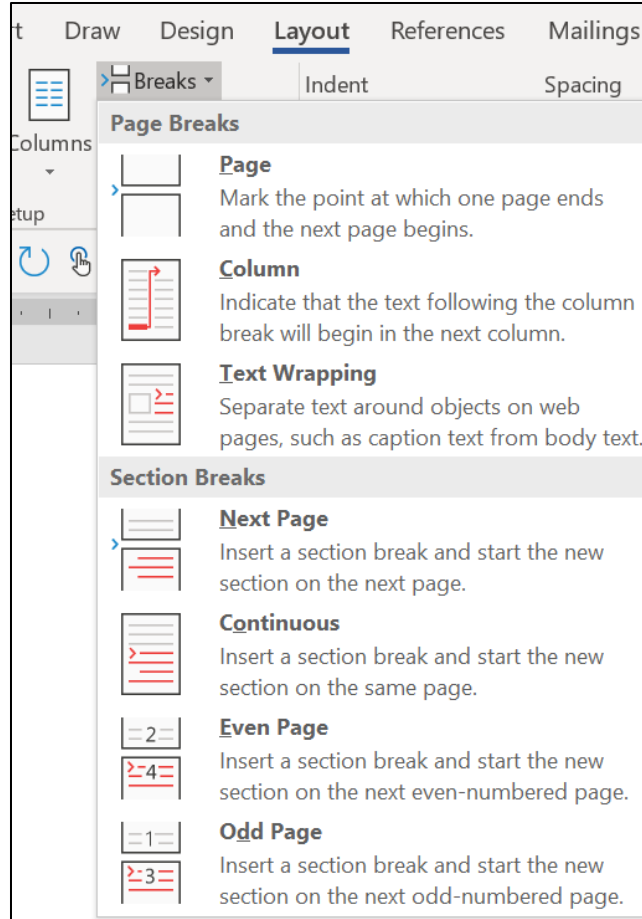 t Draw Design Layout References Mailings
Breaks Indent Spacing
Columns
etup
Page Breaks
Page
Mark the point at which one page ends
and the next page begins.
Column
Indicate that the text following the column
break will begin in the next column.
Text Wrapping
Separate text around objects on web
pages, such as caption text from body text.
Section Breaks
Next Page
Insert a section break and start the new
section on the next page.
Continuous
Insert a section break and start the new
section on the same page.
2
4
Even Page
Insert a section break and start the new
section on the next even-numbered page.
1
3
Odd Page
Insert a section break and start the new
section on the next odd-numbered page.